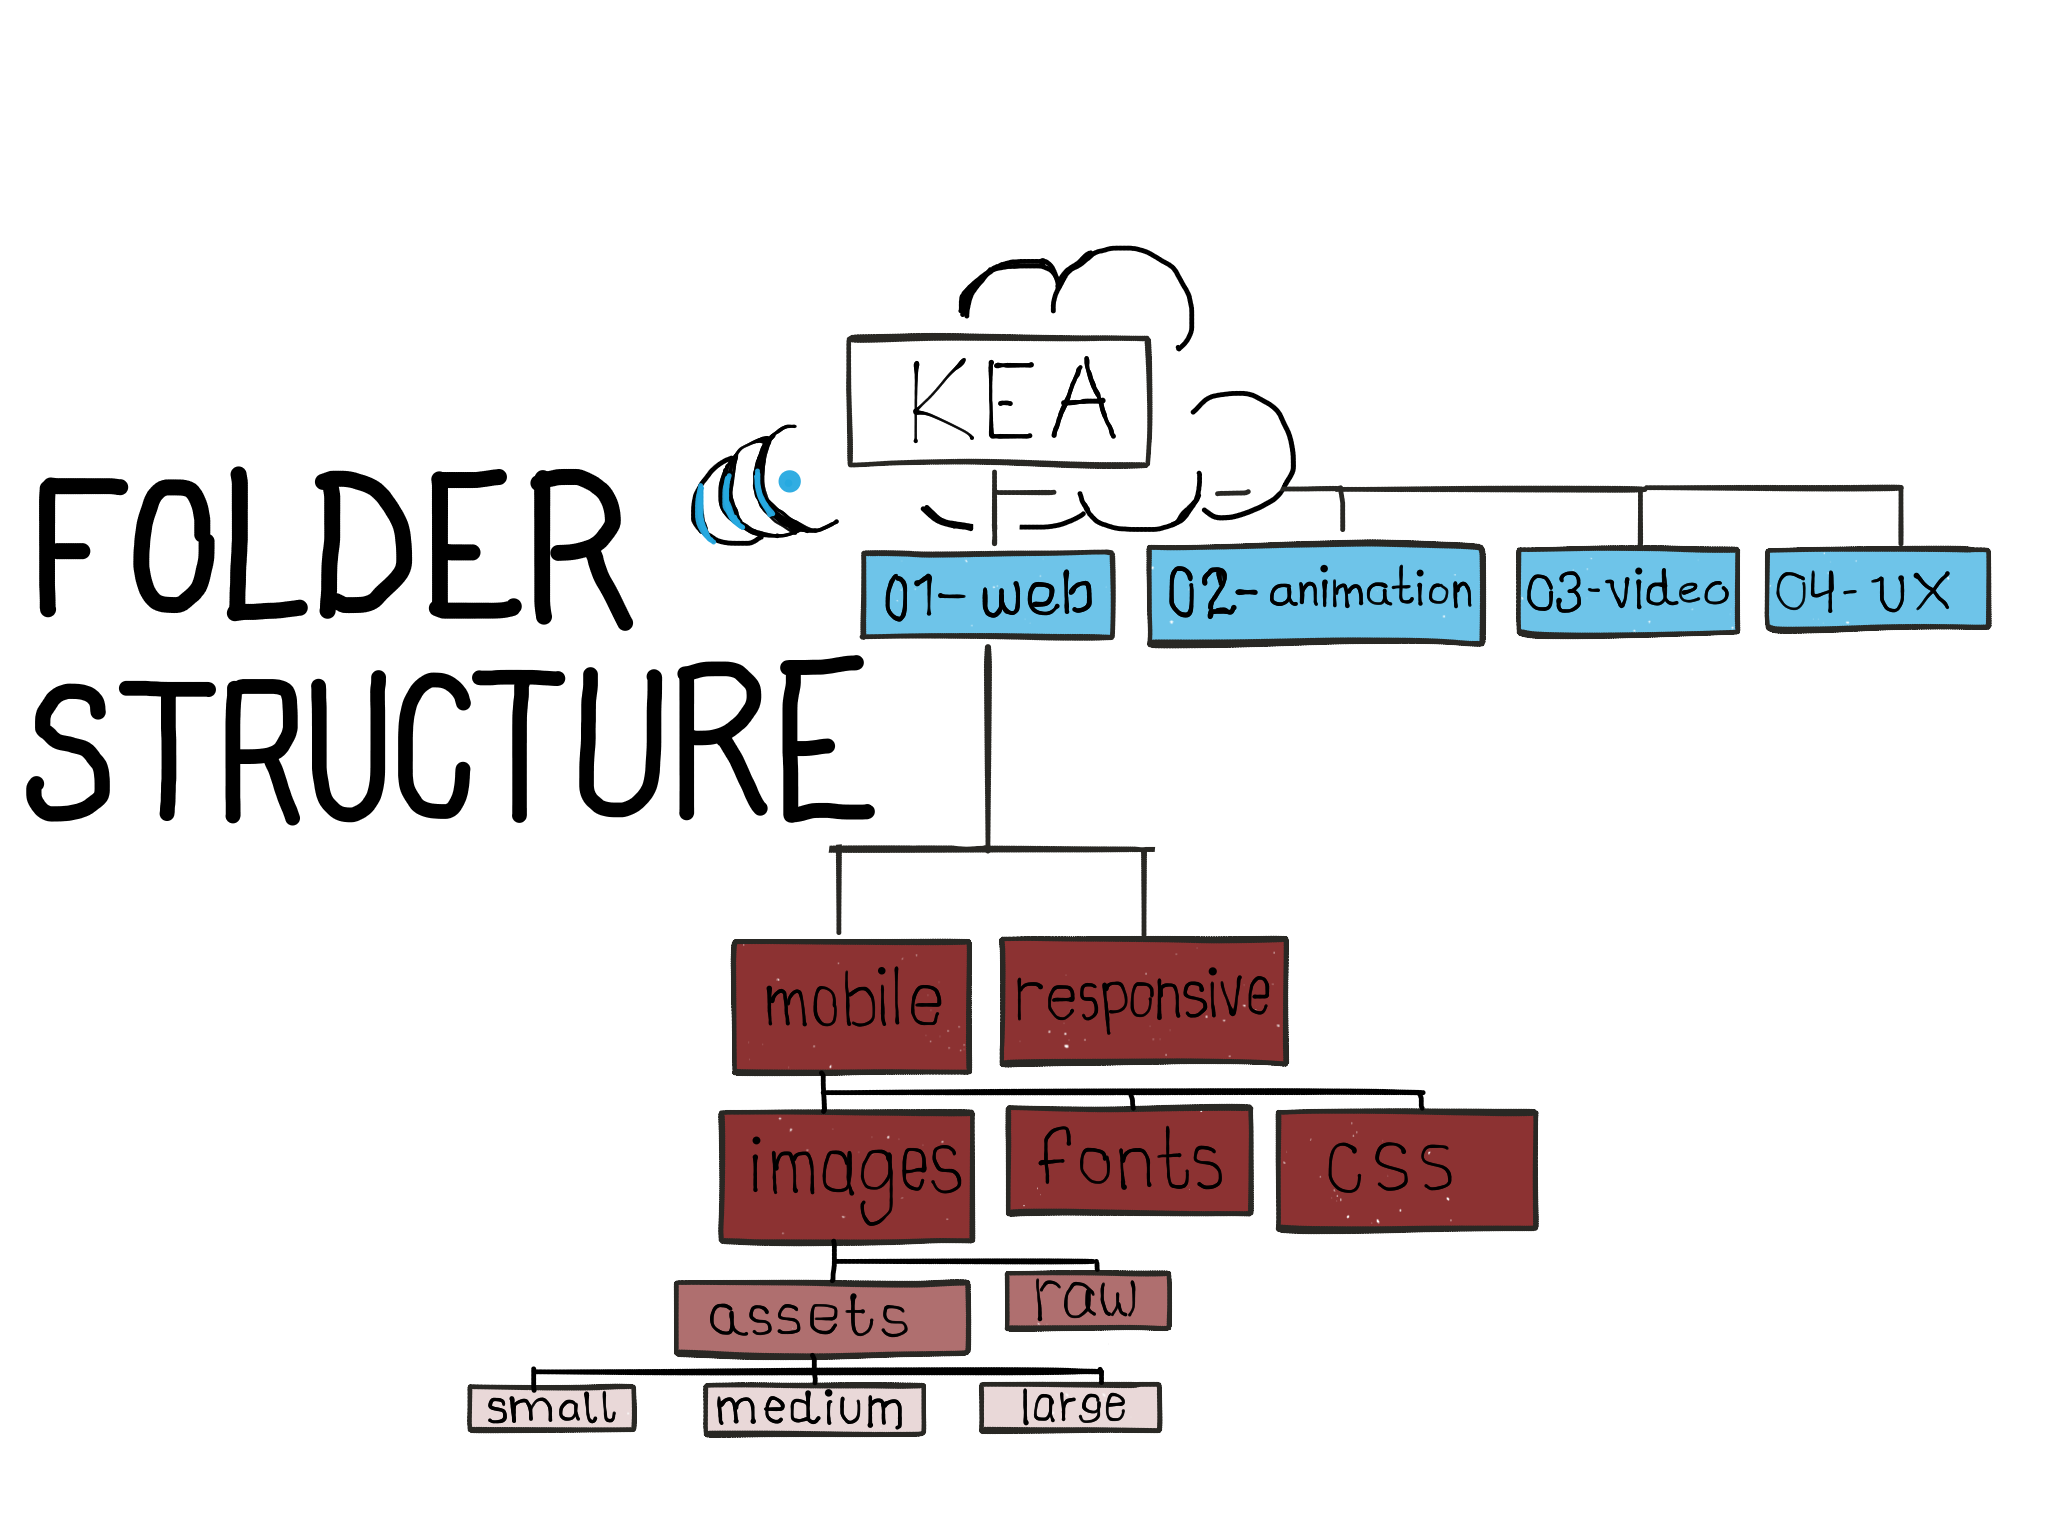 KEA
FOLDER
STRUCTURE
01-web
02-animation
03-video
04-UX
mobile
responsive
images
fonts
css
assets
raw
small
medium
large